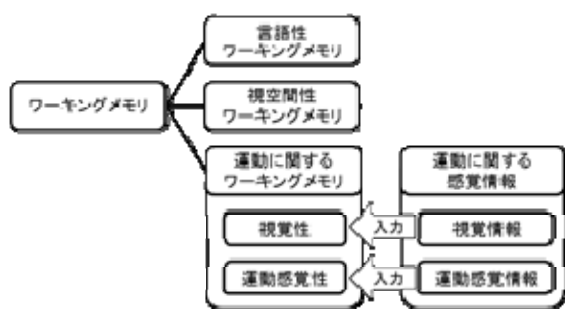 言語性
ワーキングメモリ
ワーキングメモリ
視空間性
ワーキングメモリ
運動に関する
ワーキングメモリ
運動に関する
感覚情報
視覚性
入力
視覚情報
運動感覚性
入力
運動感覚情報